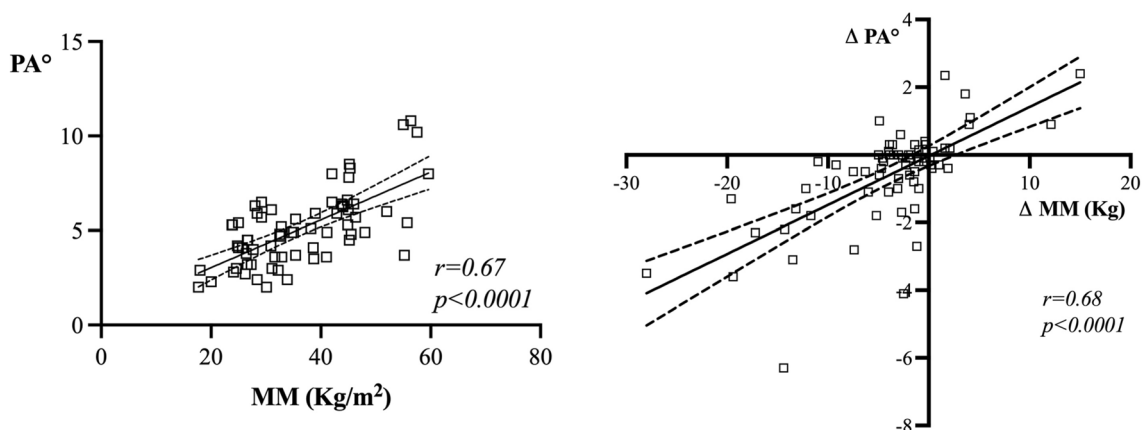 PA°
15
10
5
0
0 20 40 60 80
MM (Kg/m²)
r=0.67
p<0.0001
Δ PA°
4
2
-30 -20 -10 10 20
Δ MM (Kg)
-2
-4
-6
-8
r=0.68
p<0.0001